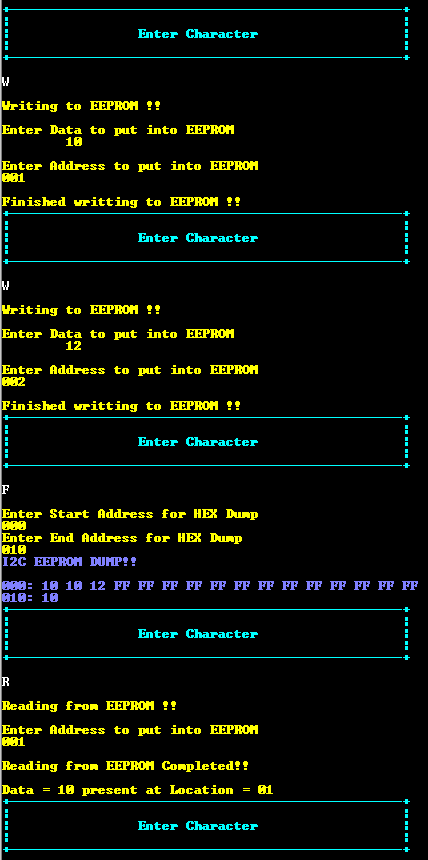 Enter Character
W
Writing to EEPROM !!
Enter Data to put into EEPROM
10
Enter Address to put into EEPROM
001
Finished writting to EEPROM !!
Enter Character
W
Writing to EEPROM !!
Enter Data to put into EEPROM
12
Enter Address to put into EEPROM
002
Finished writting to EEPROM !!
Enter Character
F
Enter Start Address for HEX Dump
000
Enter End Address for HEX Dump
010
I2C EEPROM DUMP!!
000: 10 10 12 FF FF FF FF FF FF FF FF FF FF FF FF FF
010: 10
Enter Character
R
Reading from EEPROM !!
Enter Address to put into EEPROM
001
Reading from EEPROM Completed!!
Data = 10 present at Location = 01
Enter Character